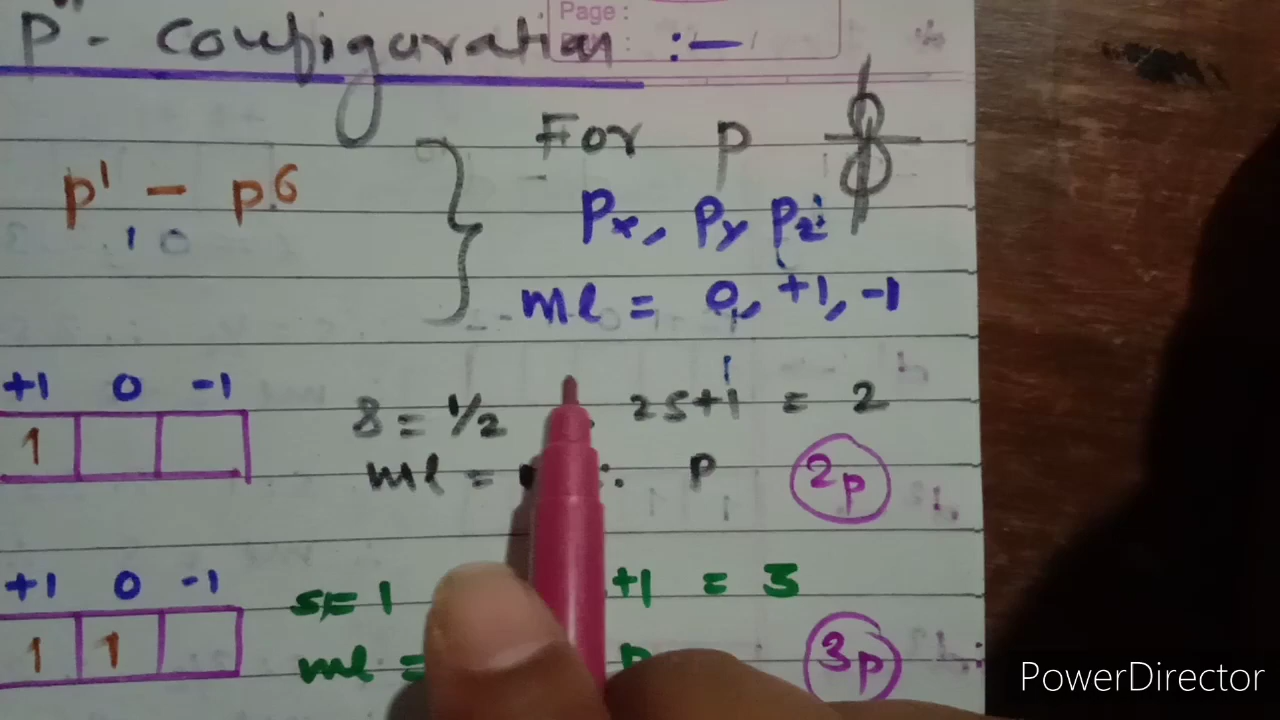 Page :
P - Configuration :-
For p
p¹ - p6
Px, Py Pz
ml = 0, +1, -1
+1 0 -1
1
s = 1/2 2s+1 = 2
ml = : P 2p
+1 0 -1
1 1
s = 1 +1 = 3
ml = P 3p
PowerDirector